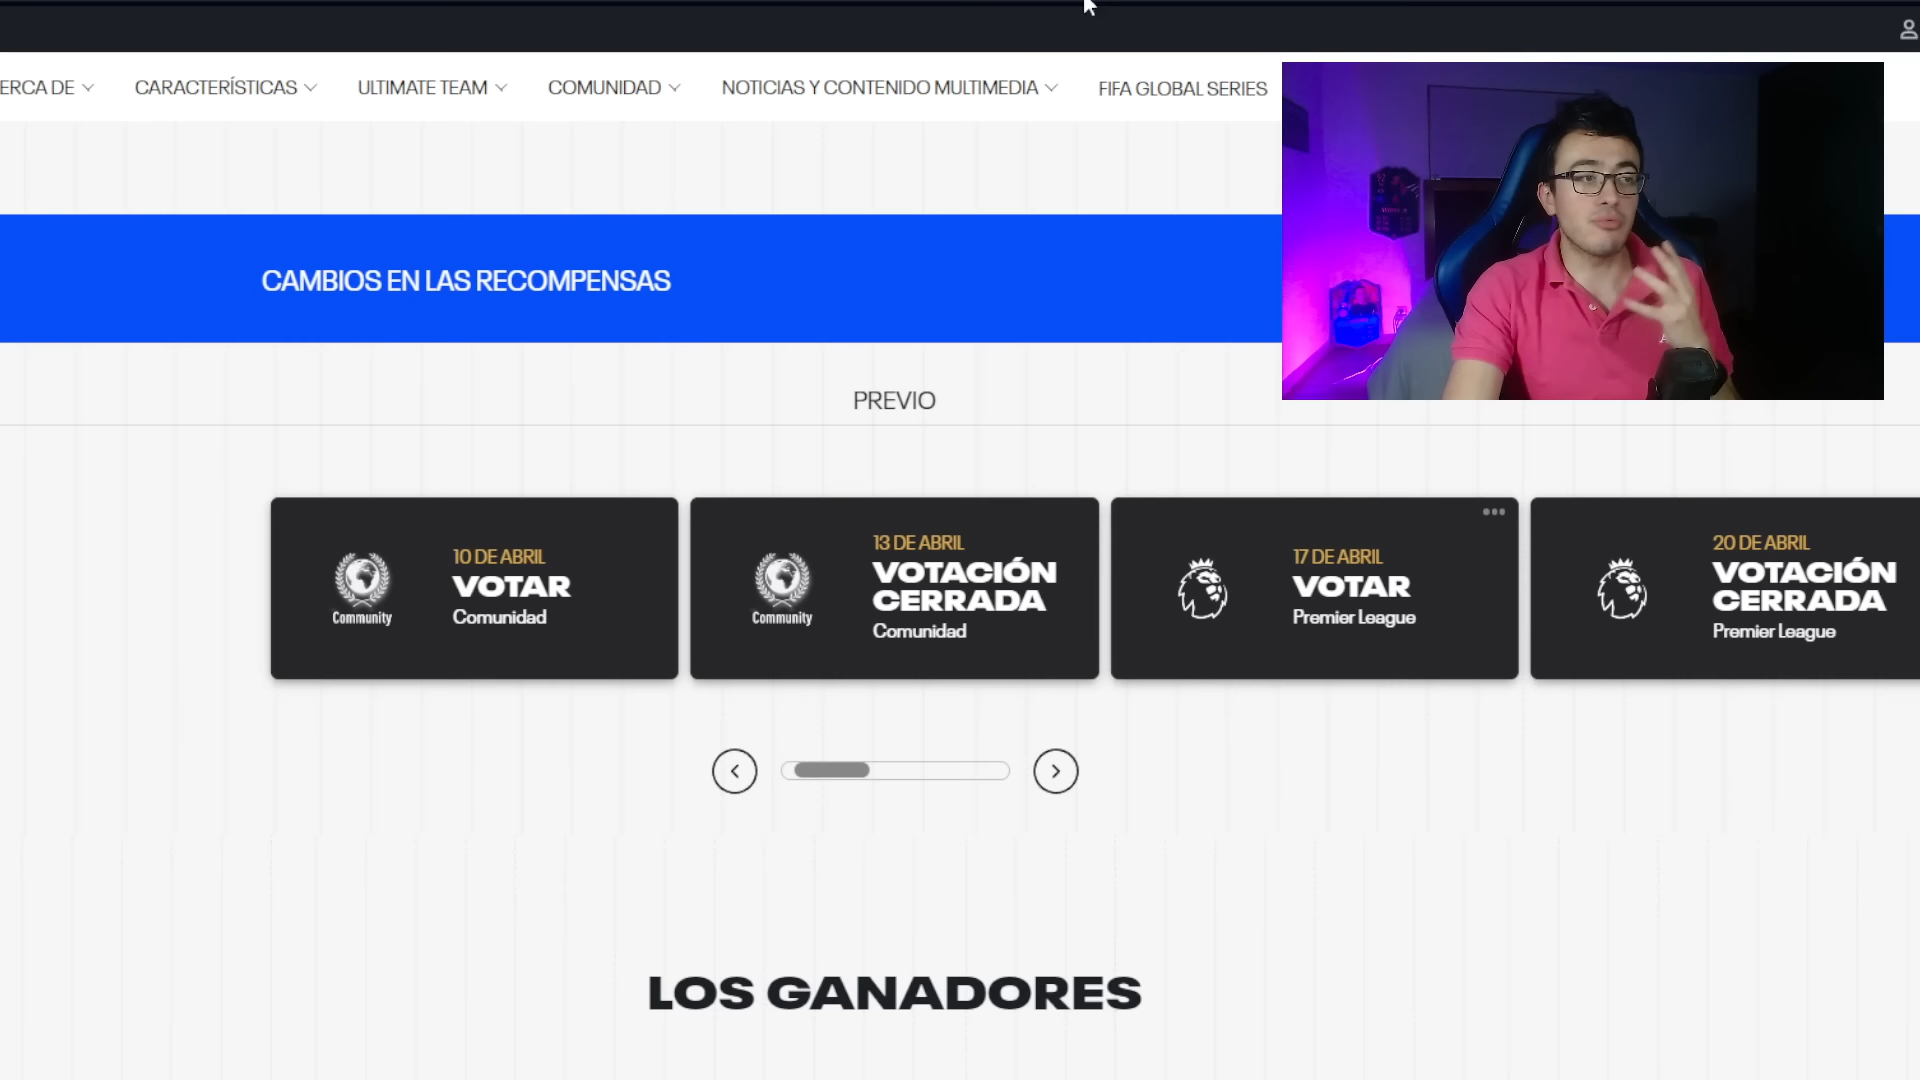 ERCA DE
CARACTERÍSTICAS
ULTIMATE TEAM
COMUNIDAD
NOTICIAS Y CONTENIDO MULTIMEDIA
FIFA GLOBAL SERIES
CAMBIOS EN LAS RECOMPENSAS
PREVIO
Community
10 DE ABRIL
VOTAR
Comunidad
Community
13 DE ABRIL
VOTACIÓN
CERRADA
Comunidad
17 DE ABRIL
VOTAR
Premier League
20 DE ABRIL
VOTACIÓN
CERRADA
Premier League
LOS GANADORES